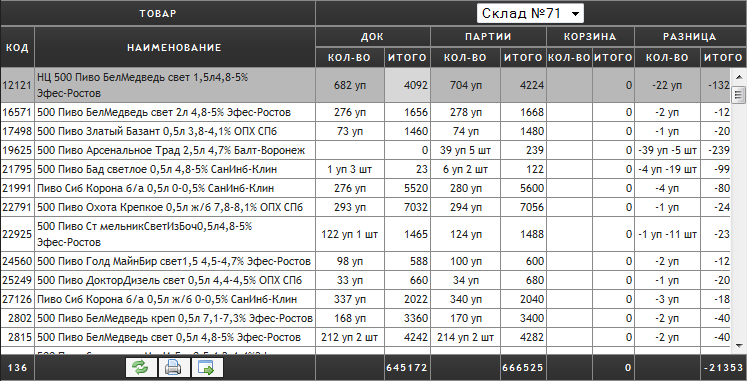 ТОВАР Склад №71
ДОК ПАРТИИ КОРЗИНА РАЗНИЦА
КОД НАИМЕНОВАНИЕ КОЛ-ВО ИТОГО КОЛ-ВО ИТОГО КОЛ-ВО ИТОГО КОЛ-ВО ИТОГО
12121 НЦ 500 Пиво БелМедведь свет 1,5л4,8-5% 682 уп 4092 704 уп 4224 0 -22 уп -132
Эфес-Ростов
16571 500 Пиво БелМедведь свет 2л 4,8-5% Эфес-Ростов 276 уп 1656 278 уп 1668 0 -2 уп -12
17498 500 Пиво Златый Базант 0,5л 3,8-4,1% ОПХ СПб 73 уп 1460 74 уп 1480 0 -1 уп -20
19625 500 Пиво Арсенальное Трад 2,5л 4,7% Балт-Воронеж 0 39 уп 5 шт 239 0 -39 уп -5 шт -239
21795 500 Пиво Бад светлое 0,5л 4,8-5% СанИнб-Клин 1 уп 3 шт 23 6 уп 2 шт 122 0 -4 уп -19 шт -99
21991 Пиво Сиб Корона б/а 0,5л 0-0,5% СанИнб-Клин 276 уп 5520 280 уп 5600 0 -4 уп -80
22791 500 Пиво Охота Крепкое 0,5л ж/б 7,8-8,1% ОПХ СПб 293 уп 7032 294 уп 7056 0 -1 уп -24
22925 500 Пиво Ст мельникСветИзБоч0,5л4,8-5% 122 уп 1 шт 1465 124 уп 1488 0 -1 уп -11 шт -23
Эфес-Ростов
24560 500 Пиво Голд МайнБир свет1,5 4,5-4,7% Эфес-Ростов 98 уп 588 100 уп 600 0 -2 уп -12
25249 500 Пиво ДокторДизель свет 0,5л 4,4-4,5% ОПХ СПб 33 уп 660 34 уп 680 0 -1 уп -20
27126 Пиво Сиб Корона б/а 0,5л ж/б 0-0,5% СанИнб-Клин 337 уп 2022 340 уп 2040 0 -3 уп -18
2802 500 Пиво БелМедведь креп 0,5л 7,1-7,3% Эфес-Ростов 168 уп 3360 170 уп 3400 0 -2 уп -40
2815 500 Пиво БелМедведь свет 0,5л 4,8-5% Эфес-Ростов 212 уп 2 шт 4242 214 уп 2 шт 4282 0 -2 уп -40
136 645172 666525 0 -21353